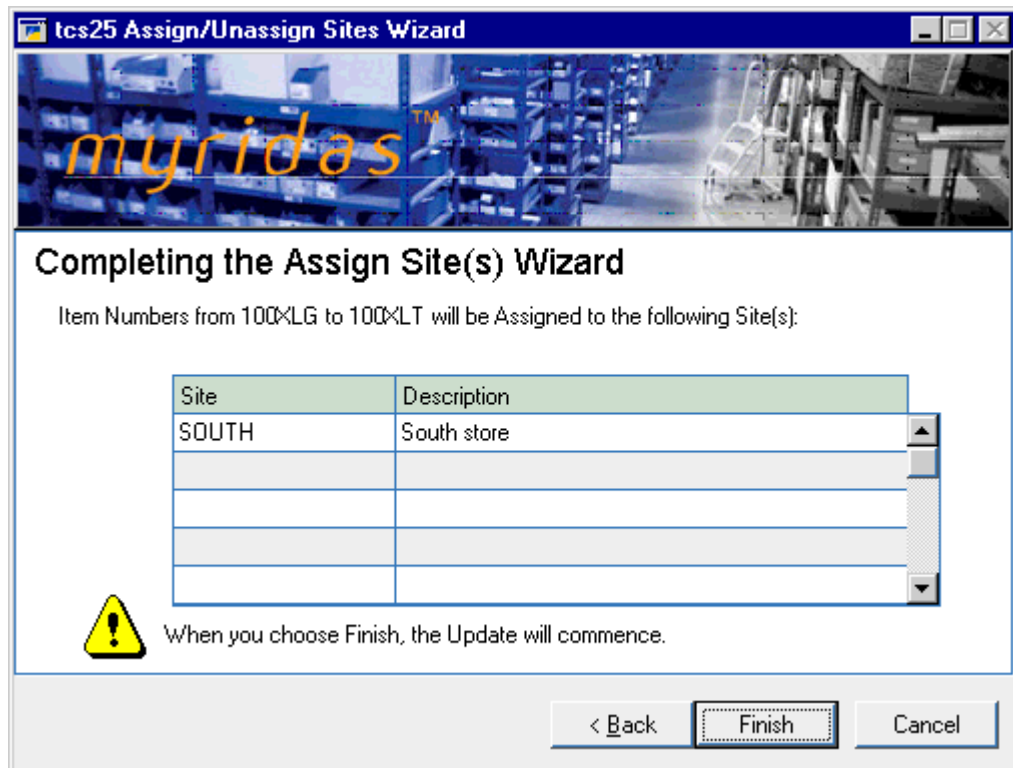 tcs25 Assign/Unassign Sites Wizard
myridas™
Completing the Assign Site(s) Wizard
Item Numbers from 100XLG to 100XLT will be Assigned to the following Site(s):
Site Description
SOUTH South store
When you choose Finish, the Update will commence.
< Back Finish Cancel